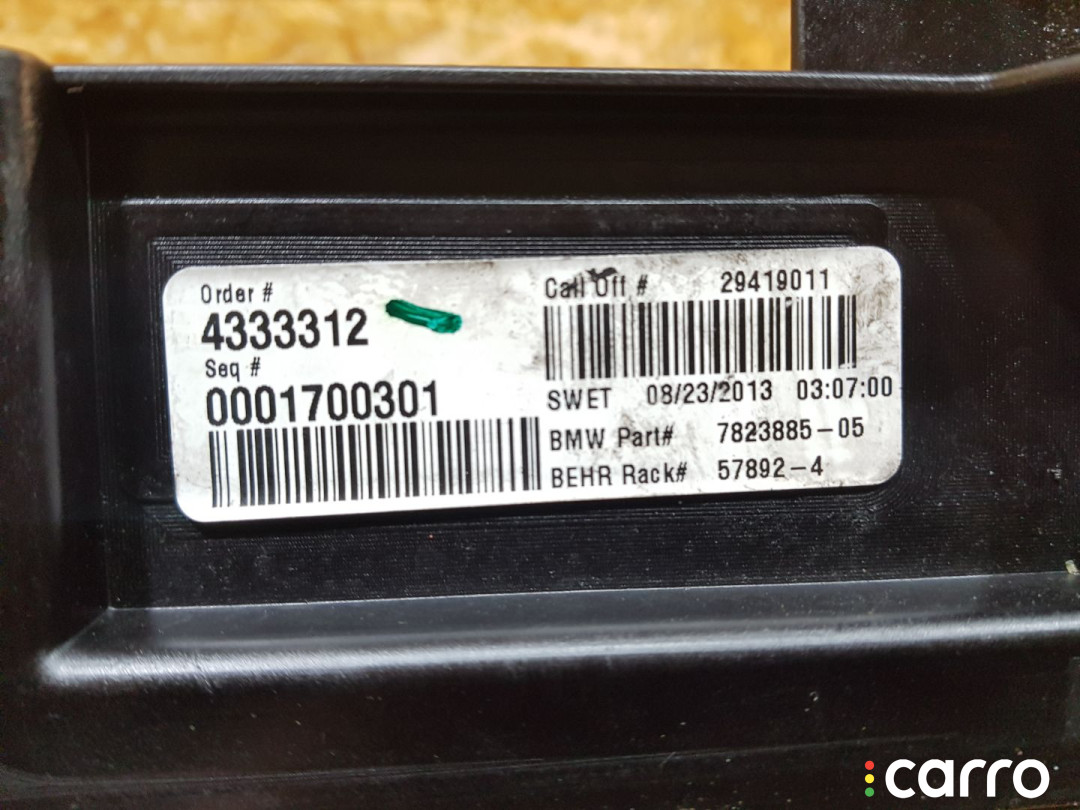 Order #
4333312
Seq #
0001700301
Call Off # 29419011
SWET 08/23/2013 03:07:00
BMW Part# 7823885-05
BEHR Rack# 57892-4
carro